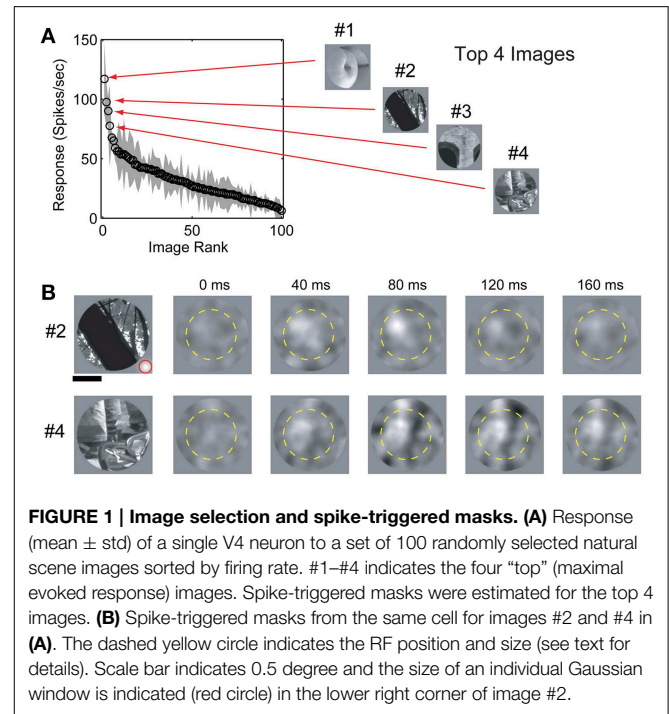 A
#1
Top 4 Images
#2
#3
#4
150
100
50
0
Response (Spikes/sec)
0
50
100
Image Rank
B
0 ms
40 ms
80 ms
120 ms
160 ms
#2
#4
FIGURE 1 | Image selection and spike-triggered masks. (A) Response
(mean ± std) of a single V4 neuron to a set of 100 randomly selected natural
scene images sorted by firing rate. #1–#4 indicates the four “top” (maximal
evoked response) images. Spike-triggered masks were estimated for the top 4
images. (B) Spike-triggered masks from the same cell for images #2 and #4 in
(A). The dashed yellow circle indicates the RF position and size (see text for
details). Scale bar indicates 0.5 degree and the size of an individual Gaussian
window is indicated (red circle) in the lower right corner of image #2.